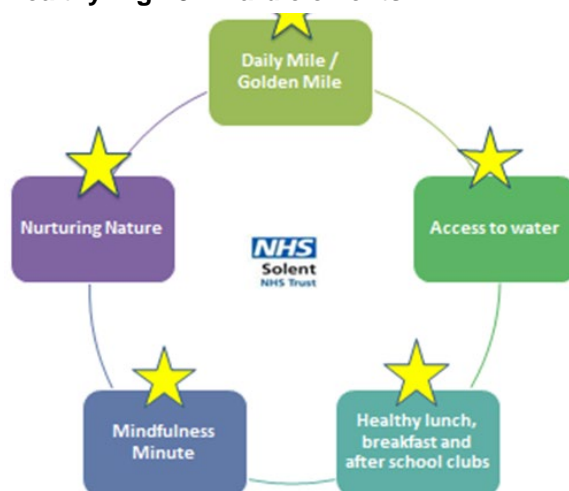 Daily Mile /
Golden Mile
Nurturing Nature
Access to water
NHS
Solent
NHS Trust
Mindfulness
Minute
Healthy lunch,
breakfast and
after school clubs